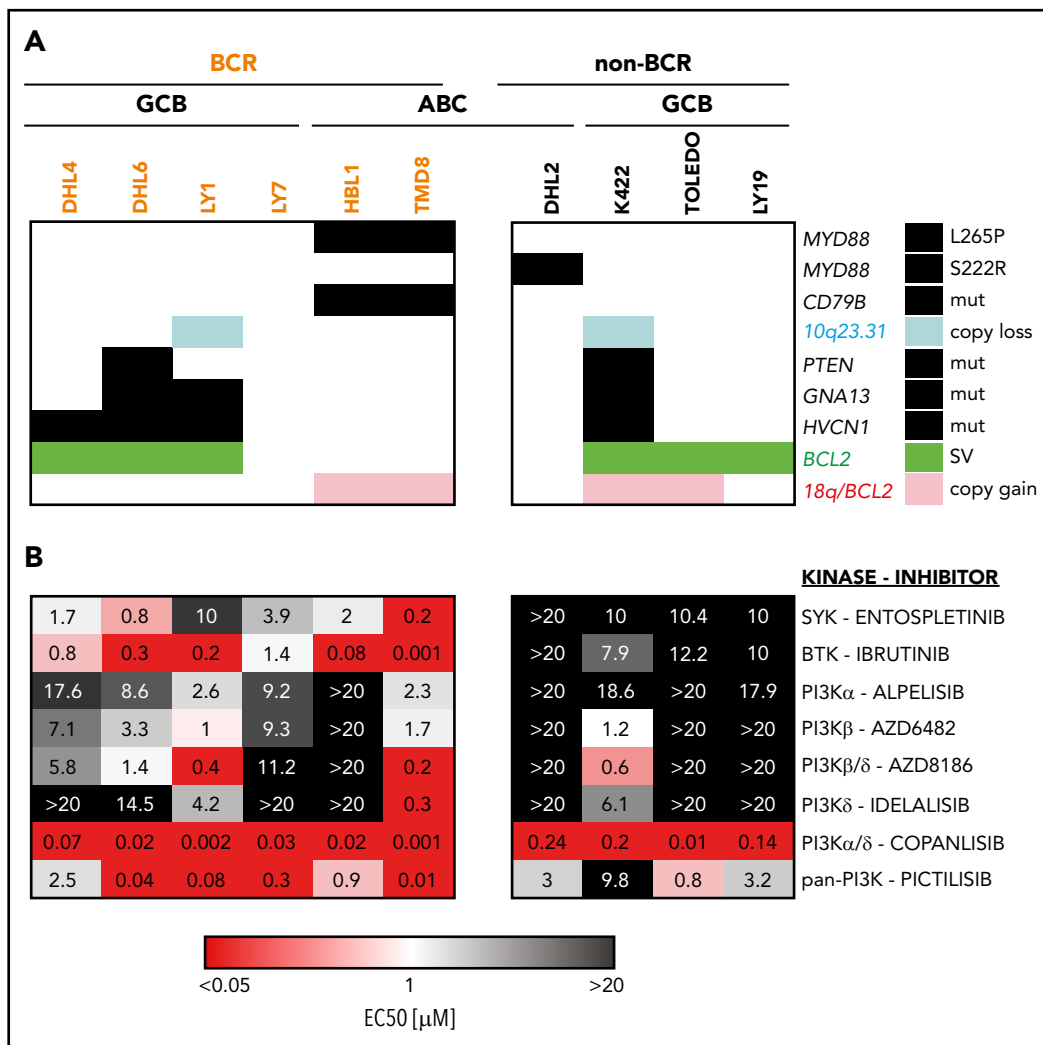 A
BCR non-BCR
GCB ABC GCB
DHL4 DHL6 LY1 LY7 HBL1 TMD8 DHL2 K422 TOLEDO LY19
MYD88 L265P
MYD88 S222R
CD79B mut
10q23.31 copy loss
PTEN mut
GNA13 mut
HVCN1 mut
BCL2 SV
18q/BCL2 copy gain
B
KINASE - INHIBITOR
1.7 0.8 10 3.9 2 0.2 >20 10 10.4 10 SYK - ENTOSPLETINIB
0.8 0.3 0.2 1.4 0.08 0.001 >20 7.9 12.2 10 BTK - IBRUTINIB
17.6 8.6 2.6 9.2 >20 2.3 >20 18.6 >20 17.9 PI3Kα - ALPELISIB
7.1 3.3 1 9.3 >20 1.7 >20 1.2 >20 >20 PI3Kβ - AZD6482
5.8 1.4 0.4 11.2 >20 0.2 >20 0.6 >20 >20 PI3Kβ/δ - AZD8186
>20 14.5 4.2 >20 >20 0.3 >20 6.1 >20 >20 PI3Kδ - IDELALISIB
0.07 0.02 0.002 0.03 0.02 0.001 0.24 0.2 0.01 0.14 PI3Kα/δ - COPANLISIB
2.5 0.04 0.08 0.3 0.9 0.01 3 9.8 0.8 3.2 pan-PI3K - PICTILISIB
<0.05 1 >20
EC50 [μM]